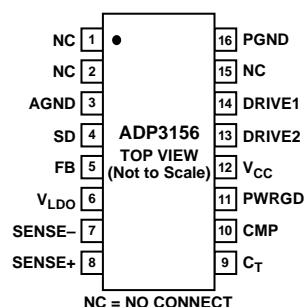 NC 1
NC 2
AGND 3
SD 4
FB 5
VLDO 6
SENSE– 7
SENSE+ 8
ADP3156
TOP VIEW
(Not to Scale)
16 PGND
15 NC
14 DRIVE1
13 DRIVE2
12 VCC
11 PWRGD
10 CMP
9 CT
NC = NO CONNECT